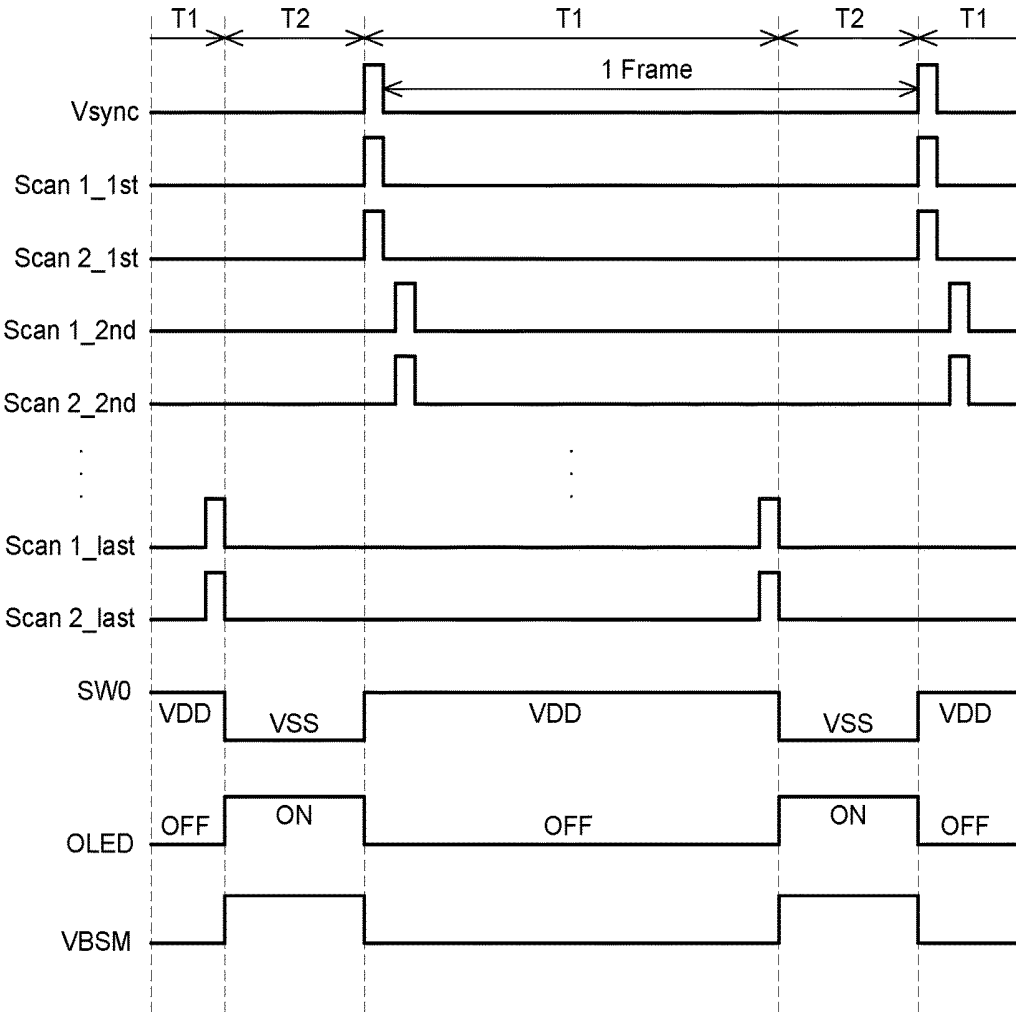 T1 T2 T1 T2 T1
1 Frame
Vsync
Scan 1_1st
Scan 2_1st
Scan 1_2nd
Scan 2_2nd
Scan 1_last
Scan 2_last
SW0
VDD VSS VDD VSS VDD
OLED
OFF ON OFF ON OFF
VBSM